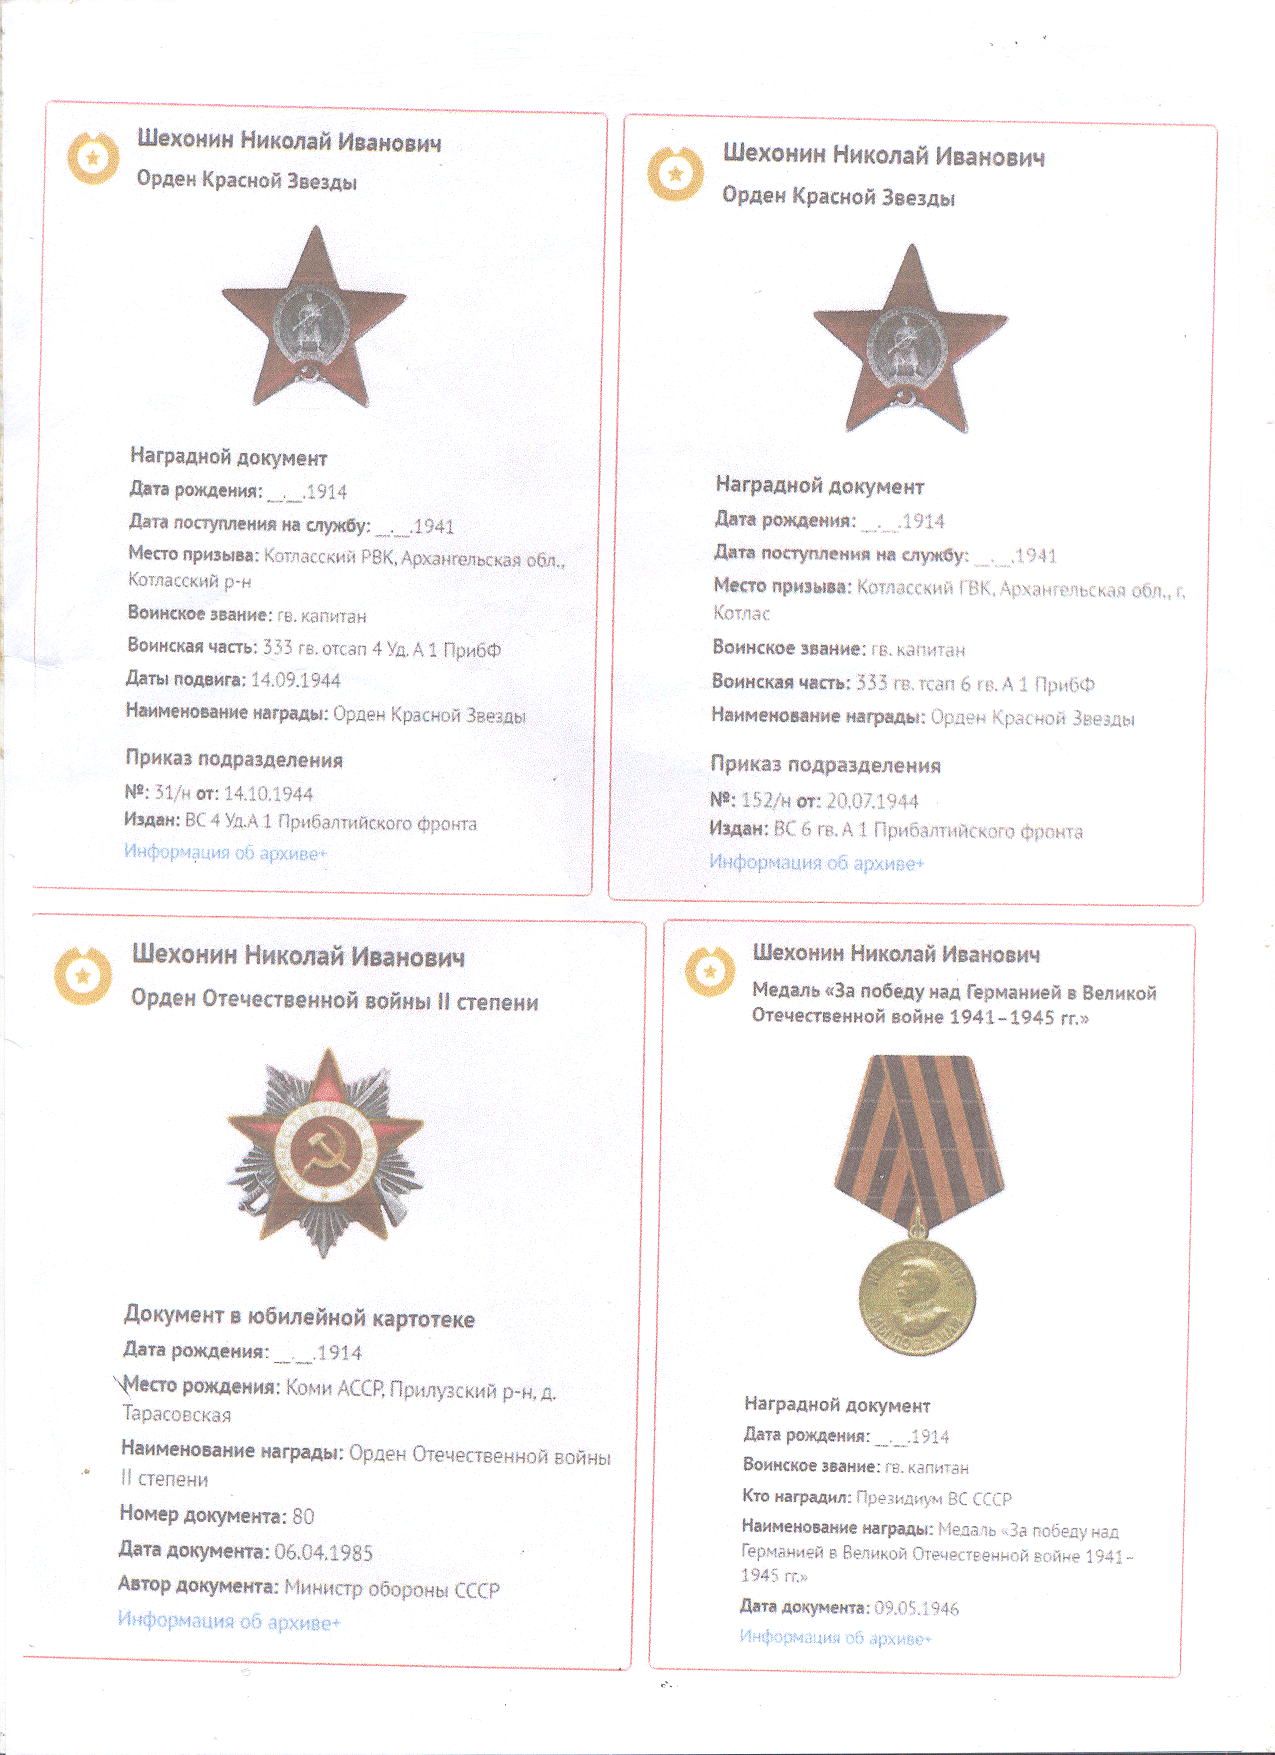 Шехонин Николай Иванович
Орден Красной Звезды
Наградной документ
Дата рождения: __.__.1914
Дата поступления на службу: __.__.1941
Место призыва: Котласский РВК, Архангельская обл.,
Котласский р-н
Воинское звание: гв. капитан
Воинская часть: 333 гв. отсап 4 Уд. А 1 ПрибФ
Даты подвига: 14.09.1944
Наименование награды: Орден Красной Звезды
Приказ подразделения
№: 31/н от: 14.10.1944
Издан: ВС 4 Уд.А 1 Прибалтийского фронта
Информация об архиве+
Шехонин Николай Иванович
Орден Красной Звезды
Наградной документ
Дата рождения: __.__.1914
Дата поступления на службу: __.__.1941
Место призыва: Котласский ГВК, Архангельская обл., г.
Котлас
Воинское звание: гв. капитан
Воинская часть: 333 гв. тсап 6 гв. А 1 ПрибФ
Наименование награды: Орден Красной Звезды
Приказ подразделения
№: 152/н от: 20.07.1944
Издан: ВС 6 гв. А 1 Прибалтийского фронта
Информация об архиве+
Шехонин Николай Иванович
Орден Отечественной войны II степени
Документ в юбилейной картотеке
Дата рождения: __.__.1914
Место рождения: Коми АССР, Прилузский р-н, д.
Тарасовская
Наименование награды: Орден Отечественной войны
II степени
Номер документа: 80
Дата документа: 06.04.1985
Автор документа: Министр обороны СССР
Информация об архиве+
Шехонин Николай Иванович
Медаль «За победу над Германией в Великой
Отечественной войне 1941–1945 гг.»
Наградной документ
Дата рождения: __.__.1914
Воинское звание: гв. капитан
Кто наградил: Президиум ВС СССР
Наименование награды: Медаль «За победу над
Германией в Великой Отечественной войне 1941–
1945 гг.»
Дата документа: 09.05.1946
Информация об архиве+